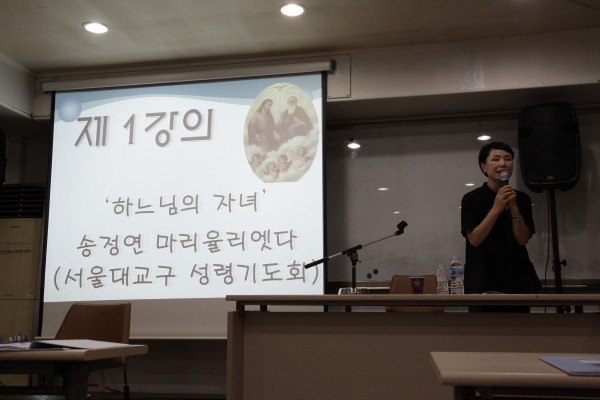 제 1강의
‘하느님의 자녀’
송정연 마리율리엣다
(서울대교구 성령기도회)